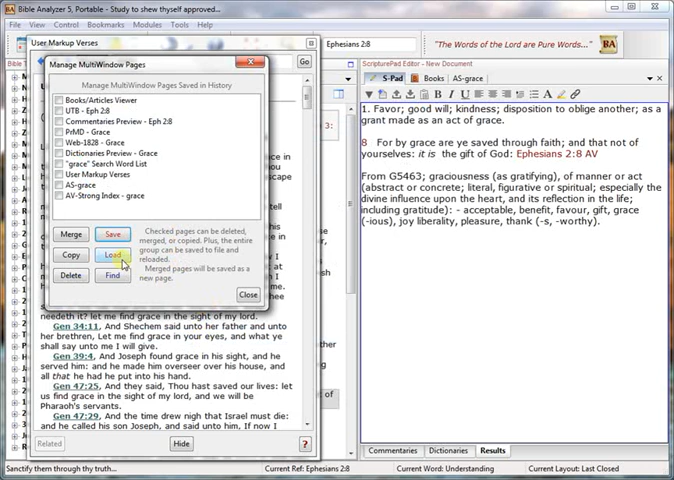 Bible Analyzer 5, Portable - Study to shew thyself approved...
File View Control Bookmarks Modules Tools Help
Ephesians 2:8
"The Words of the Lord are Pure Words..."
BA
User Markup Verses
Go
Manage MultiWindow Pages
Manage MultiWindow Pages Saved in History
Books/Articles Viewer
UTB - Eph 2:8
Commentaries Preview - Eph 2:8
PrMD - Grace
Web-1828 - Grace
Dictionaries Preview - Grace
"grace" Search Word List
User Markup Verses
AS-grace
AV-Strong Index - grace
Merge Save
Copy Load
Delete Find
Checked pages can be deleted,
merged, or copied. Plus, the entire
group can be saved to file and
reloaded.
Merged pages will be saved as a
new page.
Close
needeth it? let me find grace in the sight of my lord.
Gen 34:11, And Shechem said unto her father and unto
her brethren, Let me find grace in your eyes, and what ye
shall say unto me I will give.
Gen 39:4, And Joseph found grace in his sight, and he
served him: and he made him overseer over his house, and
all that he had he put into his hand.
Gen 47:25, And they said, Thou hast saved our lives: let
us find grace in the sight of my lord, and we will be
Pharaoh's servants.
Gen 47:29, And the time drew nigh that Israel must die:
and he called his son Joseph, and said unto him, If now I
Related Hide ?
ScripturePad Editor - New Document
S-Pad Books AS-grace
1. Favor; good will; kindness; disposition to oblige another; as a
grant made as an act of grace.
8 For by grace are ye saved through faith; and that not of
yourselves: it is the gift of God: Ephesians 2:8 AV
From G5463; graciousness (as gratifying), of manner or act
(abstract or concrete; literal, figurative or spiritual; especially the
divine influence upon the heart, and its reflection in the life;
including gratitude): - acceptable, benefit, favour, gift, grace
(-ious), joy liberality, pleasure, thank (-s, -worthy).
Commentaries Dictionaries Results
Sanctify them through thy truth... Current Ref: Ephesians 2:8 Current Word: Understanding Current Layout: Last Closed